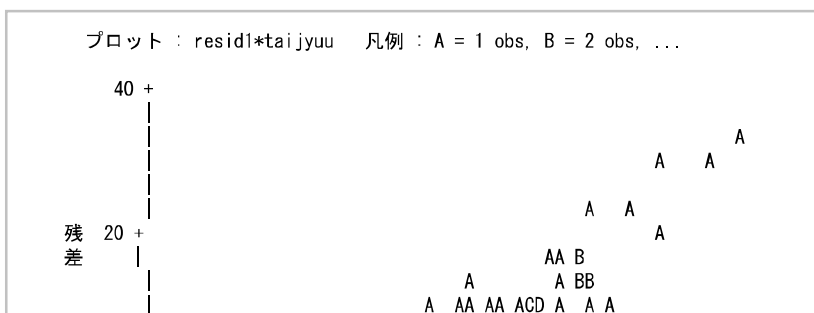 プロット : resid1*taijyuu 凡例 : A = 1 obs, B = 2 obs, ...
40 +
|
| A
| A A
|
| A A
残 20 + A
差 | AA B
| A A BB
| A AA AA ACD A A A